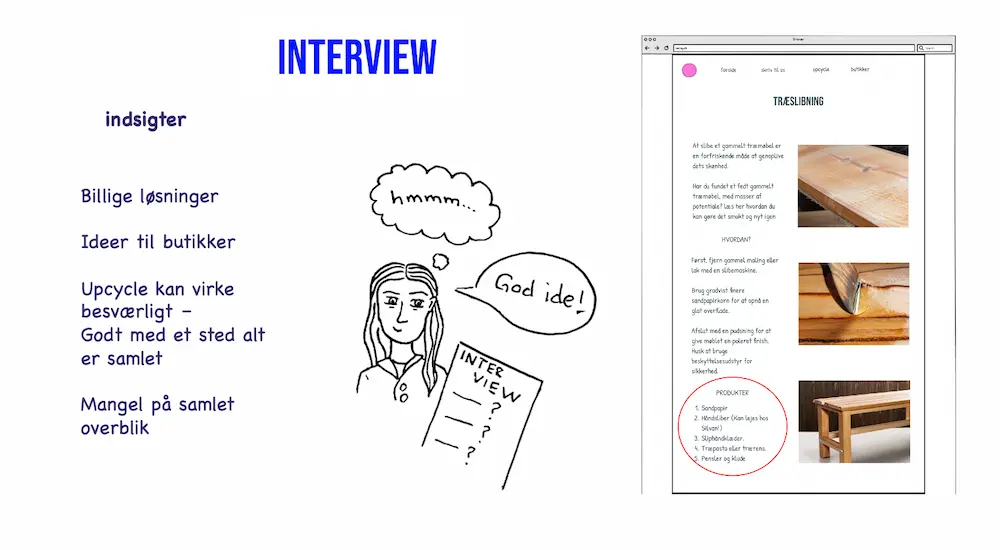 INTERVIEW
indsigter
Billige løsninger
Ideer til butikker
Upcycle kan virke
besværligt –
Godt med et sted alt
er samlet
Mangel på samlet
overblik
hmmm...
God ide!
INTER
VIEW
?
?
?
forside
skriv til os
upcycle
butikker
TRÆSLIBNING
At slibe et gammelt træmøbel er
en forfriskende måde at genoplive
dets skønhed.
Har du fundet et fedt gammelt
træmøbel, med masser af
potentiale? læs her hvordan du
kan gøre det smukt og nyt igen
HVORDAN?
Først, fjern gammel maling eller
lak med en slibemaskine.
Brug gradvist finere
sandpapirkorn for at opnå en
glat overflade.
Afslut med en pudsning for at
give møblet en poleret finish.
Husk at bruge
beskyttelsesudstyr for
sikkerhed.
PRODUKTER
1. Sandpapir
2. Håndsliber (Kan lejes hos
Silvan!)
3. Sliphåndklæder.
4. Træpasta eller trærens.
5. Pensler og klude